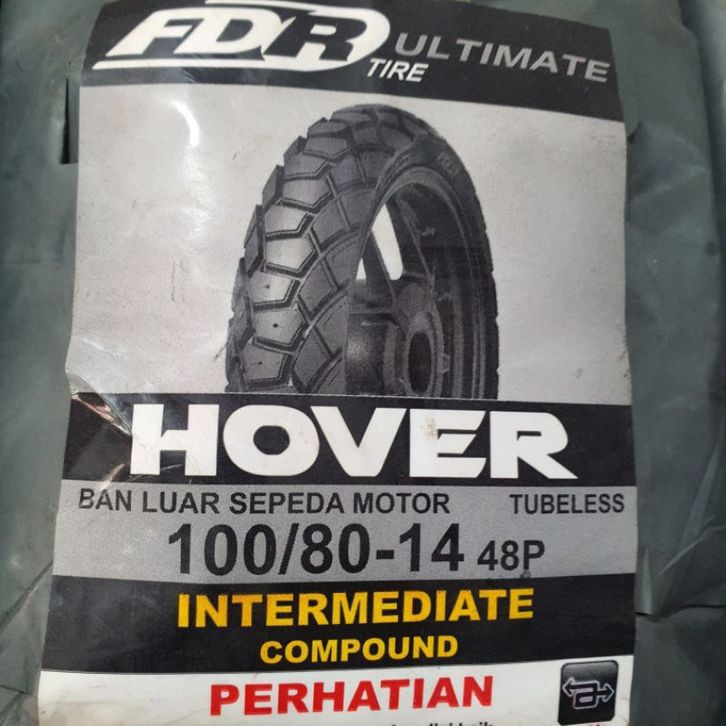 FDR ULTIMATE
TIRE
HOVER
BAN LUAR SEPEDA MOTOR TUBELESS
100/80-14 48P
INTERMEDIATE
COMPOUND
PERHATIAN